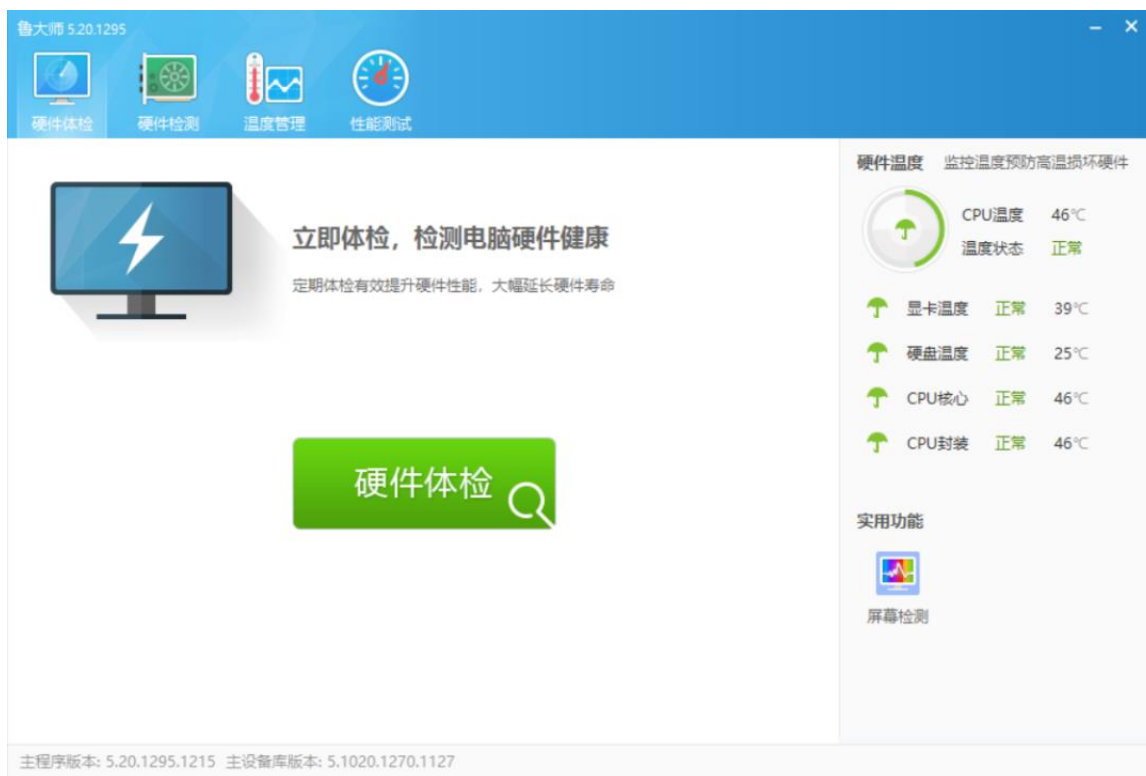 鲁大师 5.20.1295
硬件体检 硬件检测 温度管理 性能测试
立即体检，检测电脑硬件健康
定期体检有效提升硬件性能，大幅延长硬件寿命
硬件体检
硬件温度 监控温度预防高温损坏硬件
CPU温度 46℃
温度状态 正常
显卡温度 正常 39℃
硬盘温度 正常 25℃
CPU核心 正常 46℃
CPU封装 正常 46℃
实用功能
屏幕检测
主程序版本: 5.20.1295.1215 主设备库版本: 5.1020.1270.1127